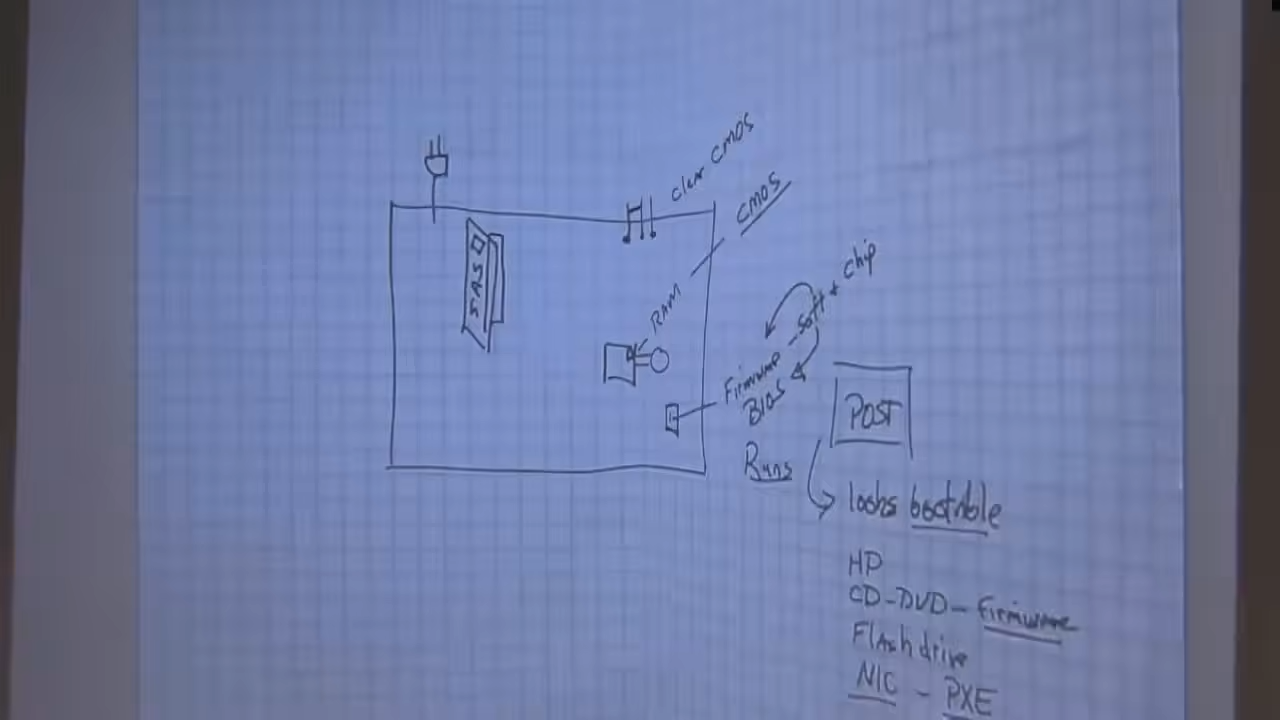 clear CMOS
CMOS
RAM
SAS
Firmware - Soft + chip
BIOS
POST
Runs
looks bootable
CD-DVD - Firmware
Flash drive
NIC - PXE